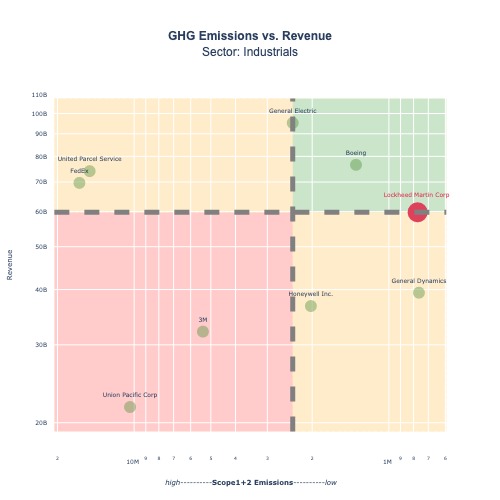 GHG Emissions vs. Revenue
Sector: Industrials
110B
100B
90B
80B
70B
60B
50B
40B
30B
20B
Revenue
General Electric
Boeing
United Parcel Service
FedEx
Lockheed Martin Corp
General Dynamics
Honeywell Inc.
3M
Union Pacific Corp
2 10M 9 8 7 6 5 4 3 2 1M 9 8 7 6
high----------Scope1+2 Emissions----------low